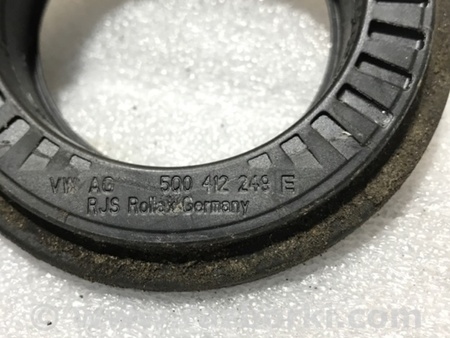 VW AG 5Q0 412 249 E
RJS Rollax Germany